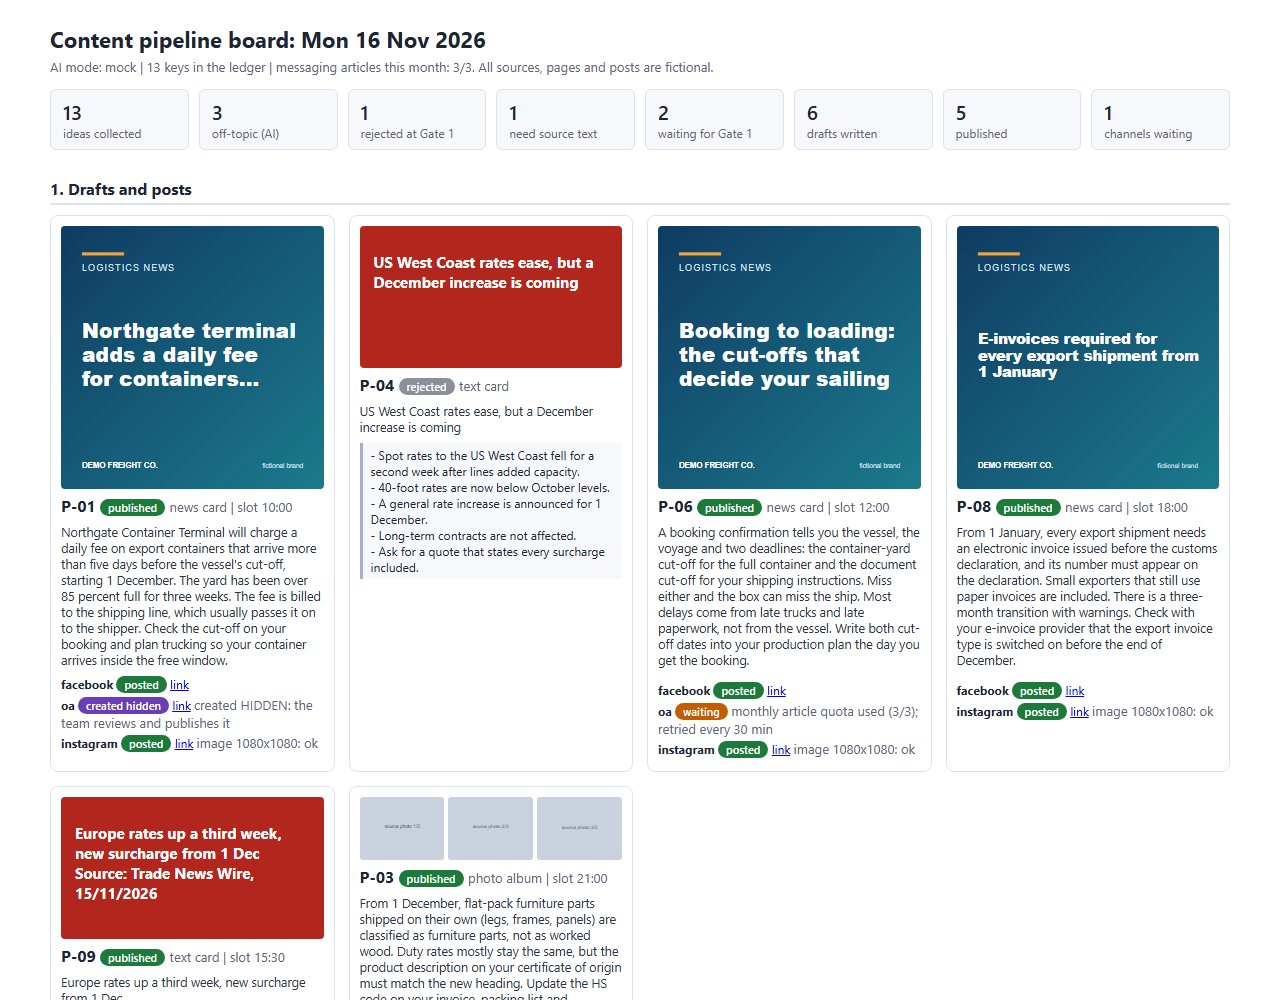 Content pipeline board: Mon 16 Nov 2026
AI mode: mock | 13 keys in the ledger | messaging articles this month: 3/3. All sources, pages and posts are fictional.
13
ideas collected
3
off-topic (AI)
1
rejected at Gate 1
1
need source text
2
waiting for Gate 1
6
drafts written
5
published
1
channels waiting
1. Drafts and posts
LOGISTICS NEWS
Northgate terminal
adds a daily fee
for containers...
DEMO FREIGHT CO.
fictional brand
P-01 published news card | slot 10:00
Northgate Container Terminal will charge a
daily fee on export containers that arrive more
than five days before the vessel's cut-off,
starting 1 December. The yard has been over
85 percent full for three weeks. The fee is billed
to the shipping line, which usually passes it on
to the shipper. Check the cut-off on your
booking and plan trucking so your container
arrives inside the free window.
facebook posted link
oa created hidden link created HIDDEN: the
team reviews and publishes it
instagram posted link image 1080x1080: ok
US West Coast rates ease, but a
December increase is coming
P-04 rejected text card
US West Coast rates ease, but a December
increase is coming
- Spot rates to the US West Coast fell for a
second week after lines added capacity.
- 40-foot rates are now below October levels.
- A general rate increase is announced for 1
December.
- Long-term contracts are not affected.
- Ask for a quote that states every surcharge
included.
LOGISTICS NEWS
Booking to loading:
the cut-offs that
decide your sailing
DEMO FREIGHT CO.
fictional brand
P-06 published news card | slot 12:00
A booking confirmation tells you the vessel, the
voyage and two deadlines: the container-yard
cut-off for the full container and the document
cut-off for your shipping instructions. Miss
either and the box can miss the ship. Most
delays come from late trucks and late
paperwork, not from the vessel. Write both cut-
off dates into your production plan the day you
get the booking.
facebook posted link
oa waiting monthly article quota used (3/3);
retried every 30 min
instagram posted link image 1080x1080: ok
LOGISTICS NEWS
E-invoices required for
every export shipment from
1 January
DEMO FREIGHT CO.
fictional brand
P-08 published news card | slot 18:00
From 1 January, every export shipment needs
an electronic invoice issued before the customs
declaration, and its number must appear on
the declaration. Small exporters that still use
paper invoices are included. There is a three-
month transition with warnings. Check with
your e-invoice provider that the export invoice
type is switched on before the end of
December.
facebook posted link
instagram posted link image 1080x1080: ok
Europe rates up a third week,
new surcharge from 1 Dec
Source: Trade News Wire,
15/11/2026
P-09 published text card | slot 15:30
Europe rates up a third week, new surcharge
from 1 Dec
source photo 1/3
source photo 2/3
source photo 3/3
P-03 published photo album | slot 21:00
From 1 December, flat-pack furniture parts
shipped on their own (legs, frames, panels) are
classified as furniture parts, not as worked
wood. Duty rates mostly stay the same, but the
product description on your certificate of origin
must match the new heading. Update the HS
code on your invoice, packing list and